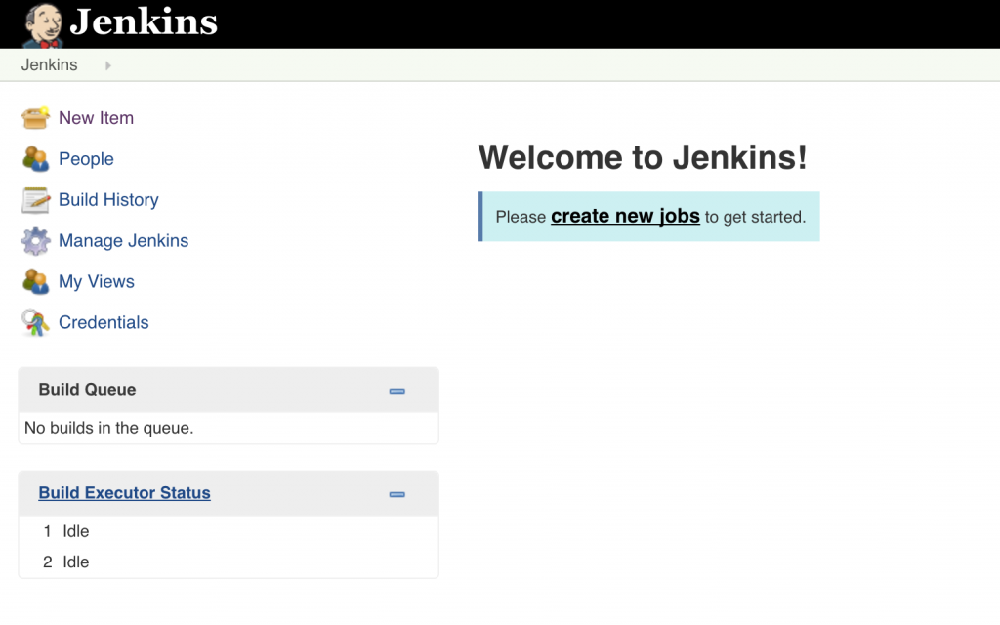 Jenkins
Jenkins
New Item
People
Build History
Manage Jenkins
My Views
Credentials
Build Queue
No builds in the queue.
Build Executor Status
1 Idle
2 Idle
Welcome to Jenkins!
Please create new jobs to get started.